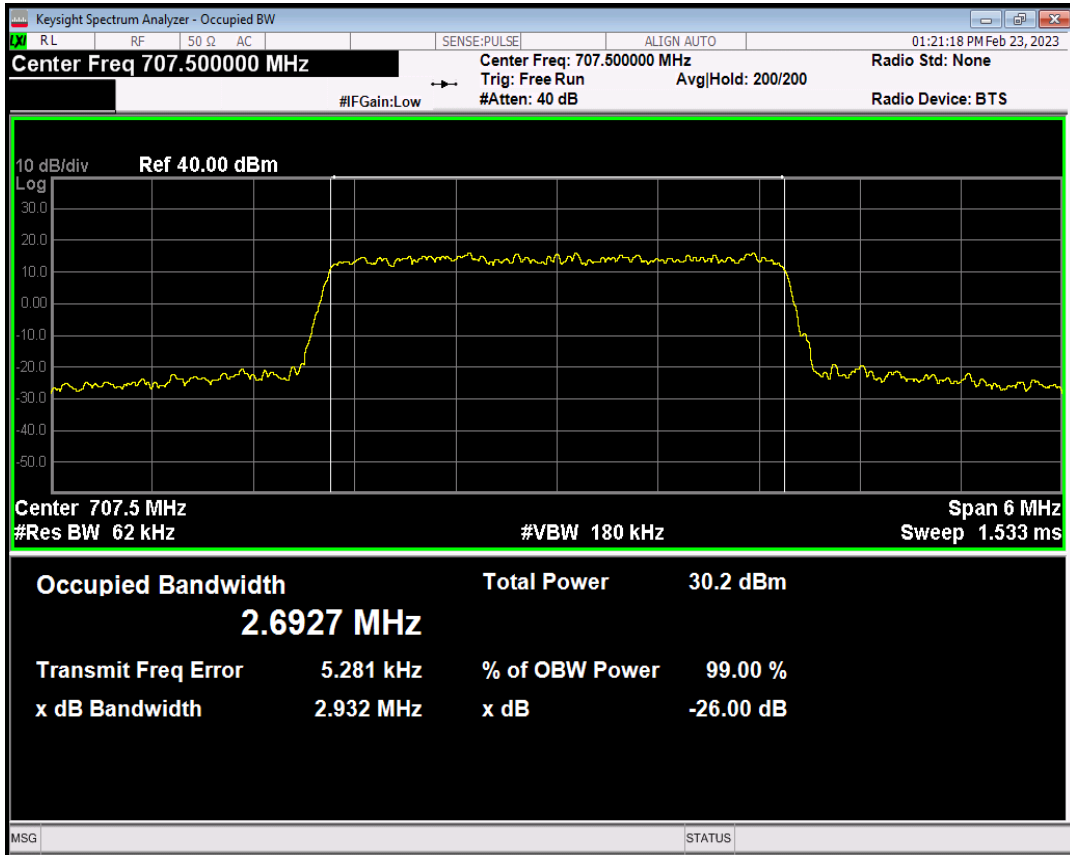 Keysight Spectrum Analyzer - Occupied BW
LXI RL RF 50 Ω AC SENSE:PULSE ALIGN AUTO 01:21:18 PM Feb 23, 2023
Center Freq 707.500000 MHz Center Freq: 707.500000 MHz Radio Std: None
Trig: Free Run Avg|Hold: 200/200
#IFGain:Low #Atten: 40 dB Radio Device: BTS
10 dB/div Ref 40.00 dBm
Log
30.0
20.0
10.0
0.00
-10.0
-20.0
-30.0
-40.0
-50.0
Center 707.5 MHz Span 6 MHz
#Res BW 62 kHz #VBW 180 kHz Sweep 1.533 ms
Occupied Bandwidth Total Power 30.2 dBm
2.6927 MHz
Transmit Freq Error 5.281 kHz % of OBW Power 99.00 %
x dB Bandwidth 2.932 MHz x dB -26.00 dB
MSG STATUS